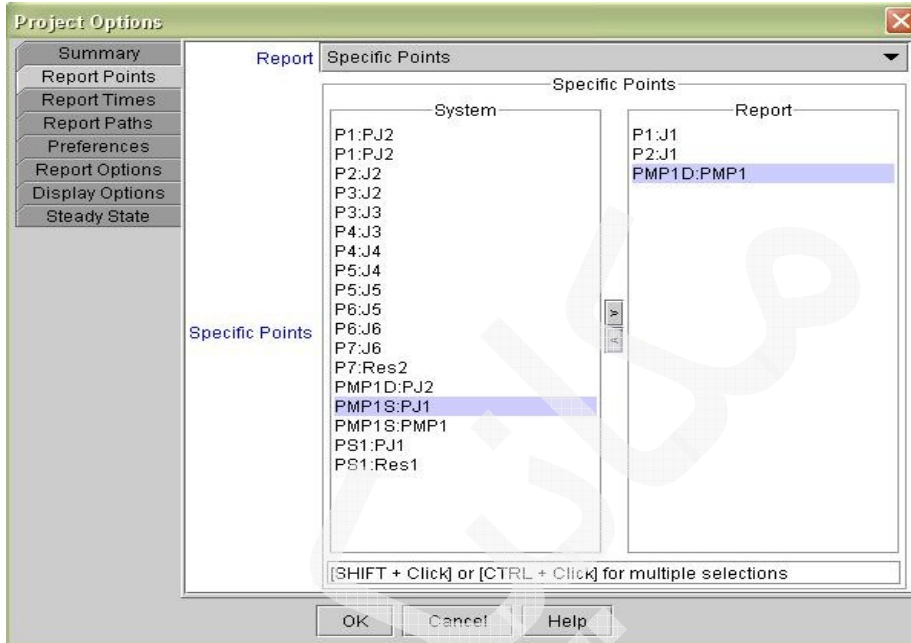 Project Options
Summary
Report Points
Report Times
Report Paths
Preferences
Report Options
Display Options
Steady State
Report
Specific Points
Specific Points
Specific Points
System
P1:PJ2
P1:PJ2
P2:J2
P3:J2
P3:J3
P4:J3
P4:J4
P5:J4
P5:J5
P6:J5
P6:J6
P7:J6
P7:Res2
PMP1D:PJ2
PMP1S:PJ1
PMP1S:PMP1
PS1:PJ1
PS1:Res1
Report
P1:J1
P2:J1
PMP1D:PMP1
[SHIFT + Click] or [CTRL + Click] for multiple selections
OK
Cancel
Help